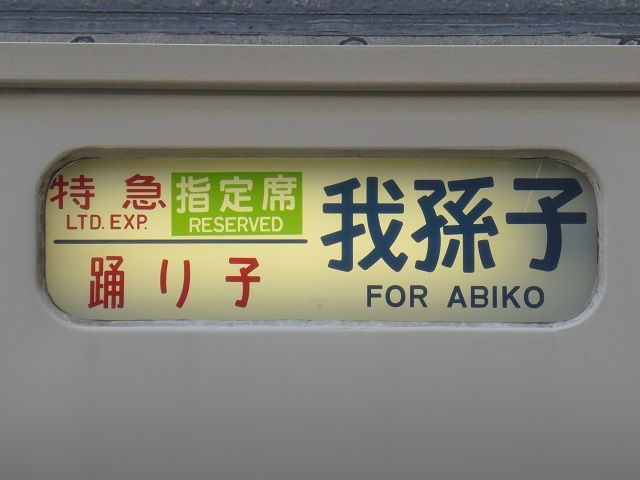 特急 指定席
LTD. EXP. RESERVED
踊り子
我孫子
FOR ABIKO